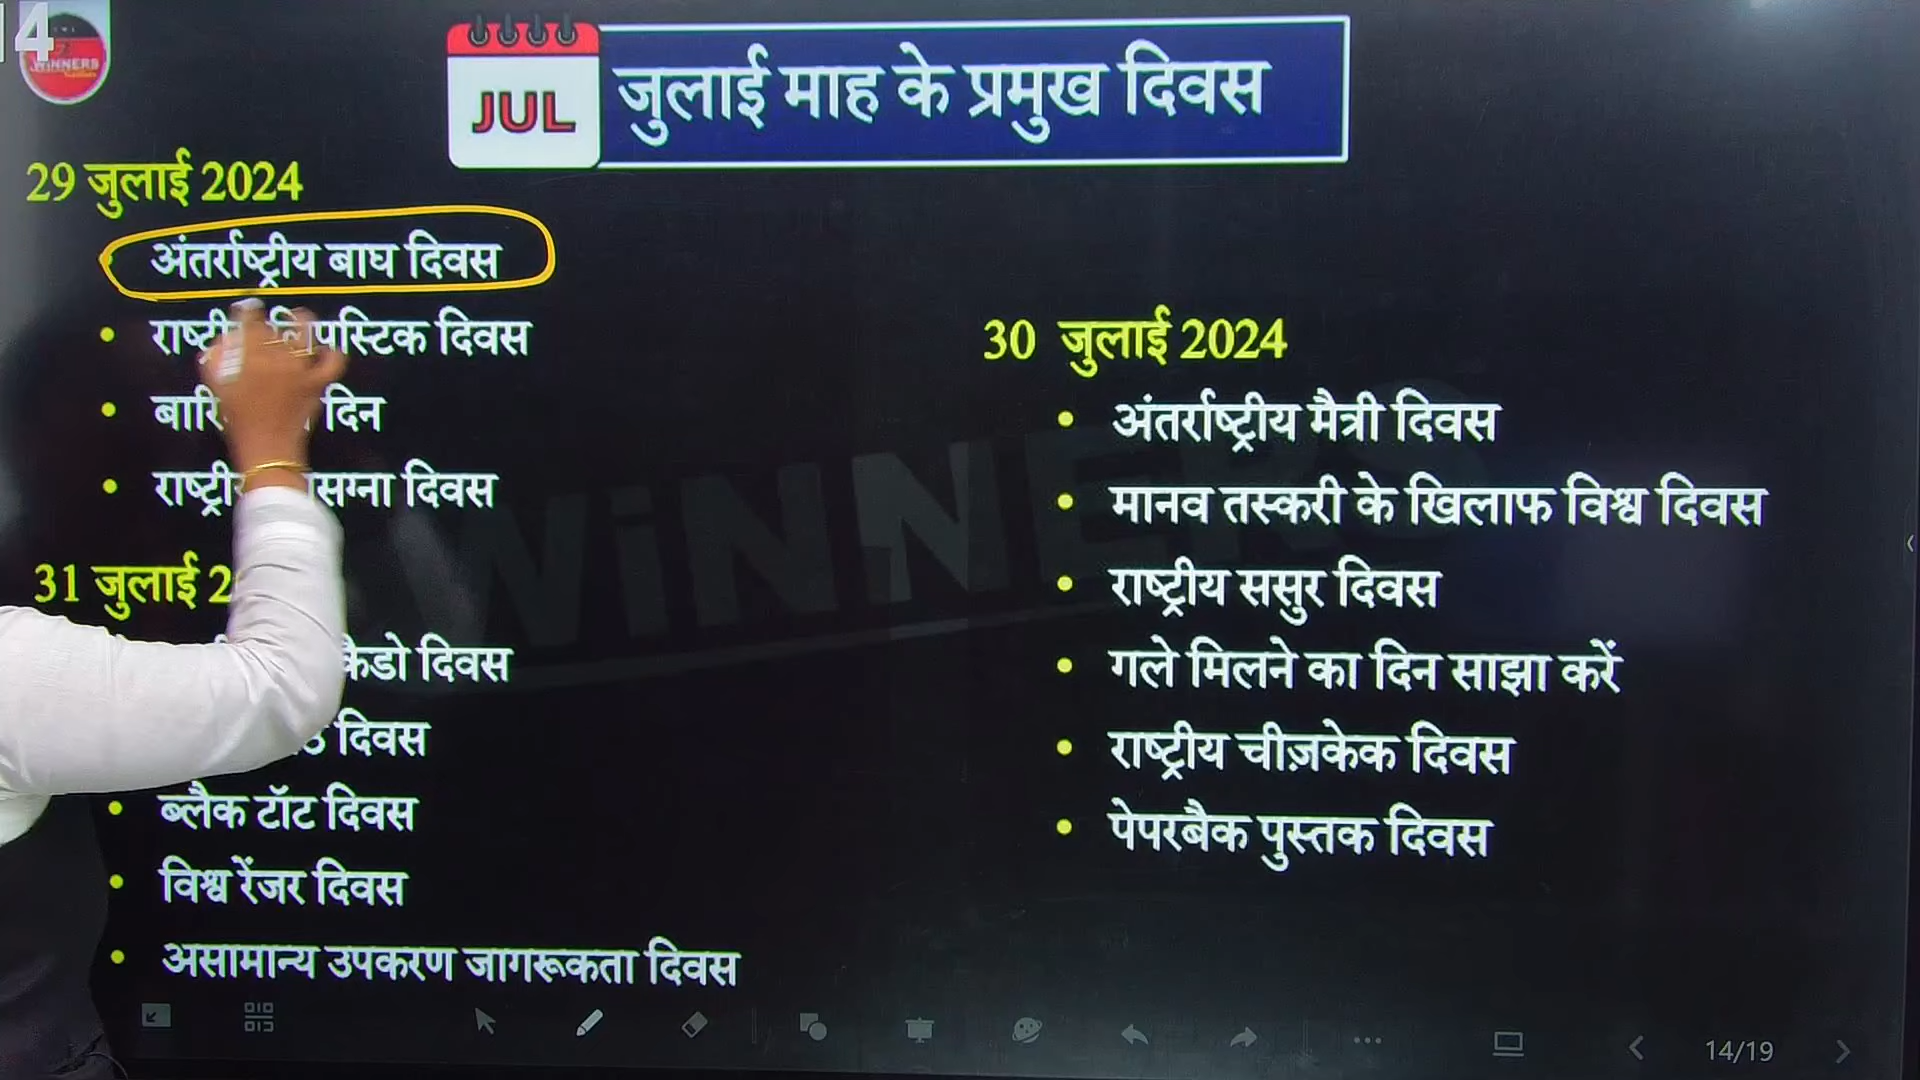 14
WiNNERS
JUL
जुलाई माह के प्रमुख दिवस
29 जुलाई 2024
अंतर्राष्ट्रीय बाघ दिवस
दिवस
दिन
दिवस
31 जुलाई
दिवस
दिवस
ब्लैक टॉट दिवस
विश्व रेंजर दिवस
असामान्य उपकरण जागरूकता दिवस
30 जुलाई 2024
अंतर्राष्ट्रीय मैत्री दिवस
मानव तस्करी के खिलाफ विश्व दिवस
राष्ट्रीय ससुर दिवस
गले मिलने का दिन साझा करें
राष्ट्रीय चीज़केक दिवस
पेपरबैक पुस्तक दिवस
WiNNERS
14/19